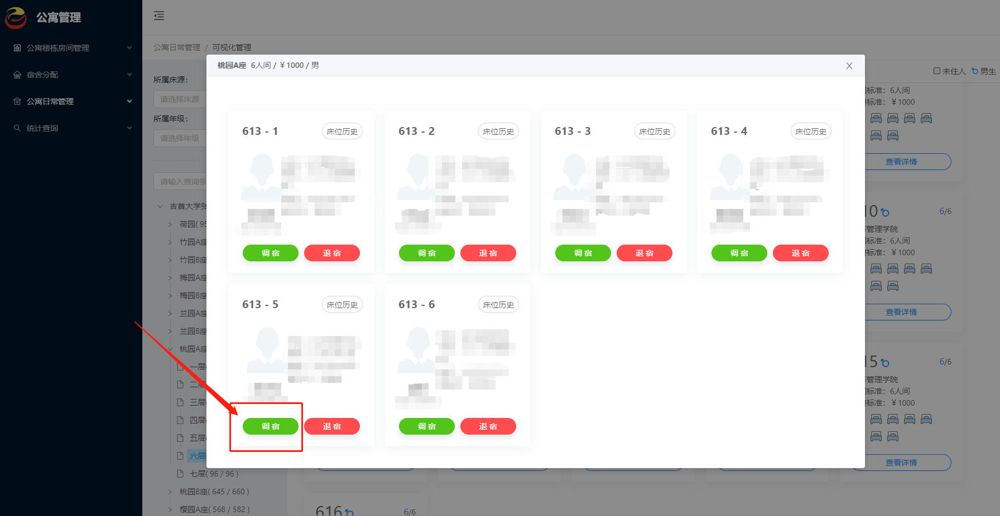 公寓管理
公寓楼栋房间管理
宿舍分配
公寓日常管理
统计查询
公寓日常管理 / 可视化管理
未住人 男生
所属床源：
请选择床源
所属年级：
请选择年级
请输入查询条
吉首大学张
荷园( 95
竹园A座
竹园B座
梅园A座
梅园B座
兰园A座
兰园B座
桃园A座
一层(
二层
三层(
四层(
五层(
六层(
七层( 96 / 96 )
桃园B座( 645 / 660 )
樱园A座( 568 / 582 )
桃园A座 6人间 / ￥1000 / 男
613 - 1 床位历史
调 宿 退 宿
613 - 2 床位历史
调 宿 退 宿
613 - 3 床位历史
调 宿 退 宿
613 - 4 床位历史
调 宿 退 宿
613 - 5 床位历史
调 宿 退 宿
613 - 6 床位历史
调 宿 退 宿
标准：6人间
标准：￥1000
查看详情
10 6/6
管理学院
标准：6人间
标准：￥1000
查看详情
15 6/6
管理学院
标准：6人间
标准：￥1000
查看详情
616 6/6